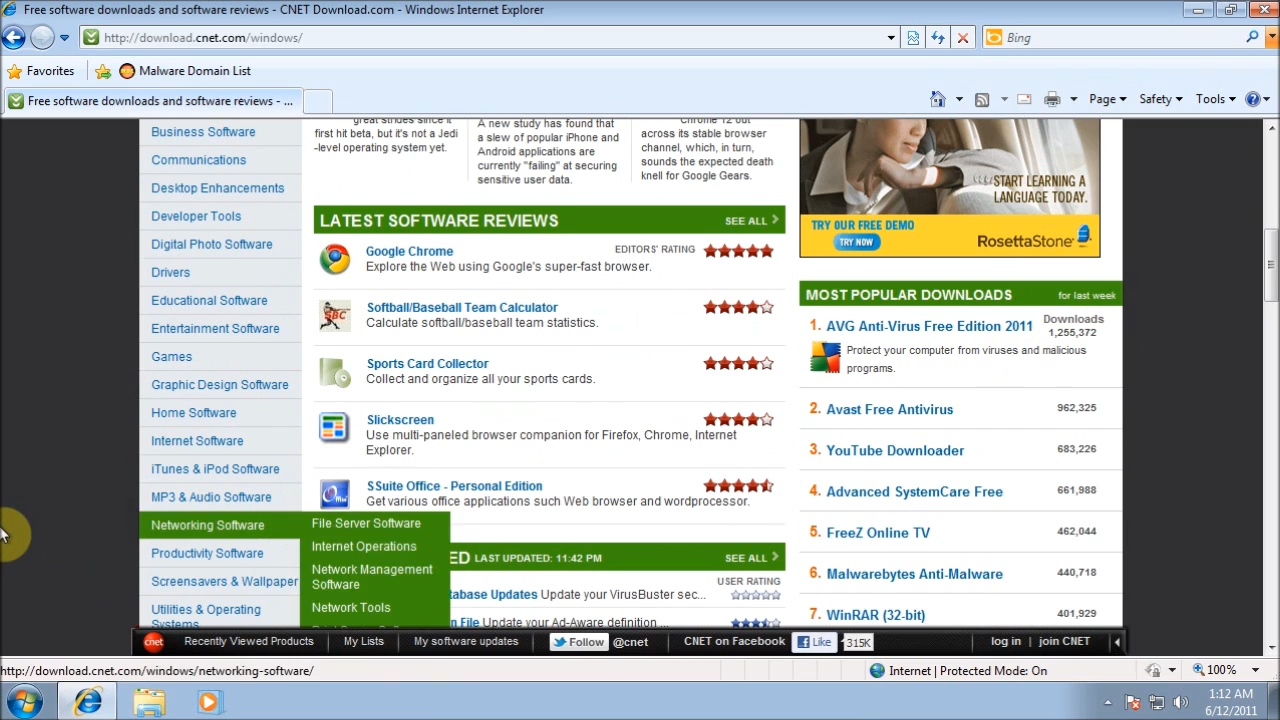 Free software downloads and software reviews - CNET Download.com - Windows Internet Explorer
http://download.cnet.com/windows/
Bing
Favorites
Malware Domain List
Free software downloads and software reviews - ...
Page
Safety
Tools
Business Software
Communications
Desktop Enhancements
Developer Tools
Digital Photo Software
Drivers
Educational Software
Entertainment Software
Games
Graphic Design Software
Home Software
Internet Software
iTunes & iPod Software
MP3 & Audio Software
Networking Software
Productivity Software
Screensavers & Wallpaper
Utilities & Operating
Systems
File Server Software
Internet Operations
Network Management
Software
Network Tools
great strides since it
first hit beta, but it's not a Jedi
-level operating system yet.
A new study has found that
a slew of popular iPhone and
Android applications are
currently "failing" at securing
sensitive user data.
Chrome 12 out
across its stable browser
channel, which, in turn,
sounds the expected death
knell for Google Gears.
LATEST SOFTWARE REVIEWS
SEE ALL
Google Chrome
EDITORS' RATING
Explore the Web using Google's super-fast browser.
SBC
Softball/Baseball Team Calculator
Calculate softball/baseball team statistics.
Sports Card Collector
Collect and organize all your sports cards.
Slickscreen
Use multi-paneled browser companion for Firefox, Chrome, Internet
Explorer.
SSuite Office - Personal Edition
Get various office applications such Web browser and wordprocessor.
ED LAST UPDATED: 11:42 PM
SEE ALL
USER RATING
tabase Updates Update your VirusBuster sec...
n File Update your Ad-Aware definition ...
START LEARNING A
LANGUAGE TODAY.
TRY OUR FREE DEMO
TRY NOW
RosettaStone
MOST POPULAR DOWNLOADS
for last week
Downloads
1. AVG Anti-Virus Free Edition 2011 1,255,372
Protect your computer from viruses and malicious
programs.
2. Avast Free Antivirus 962,325
3. YouTube Downloader 683,226
4. Advanced SystemCare Free 661,988
5. FreeZ Online TV 462,044
6. Malwarebytes Anti-Malware 440,718
7. WinRAR (32-bit) 401,929
cnet
Recently Viewed Products
My Lists
My software updates
Follow @cnet
CNET on Facebook
Like
315K
log in
join CNET
http://download.cnet.com/windows/networking-software/
Internet | Protected Mode: On
100%
1:12 AM
6/12/2011